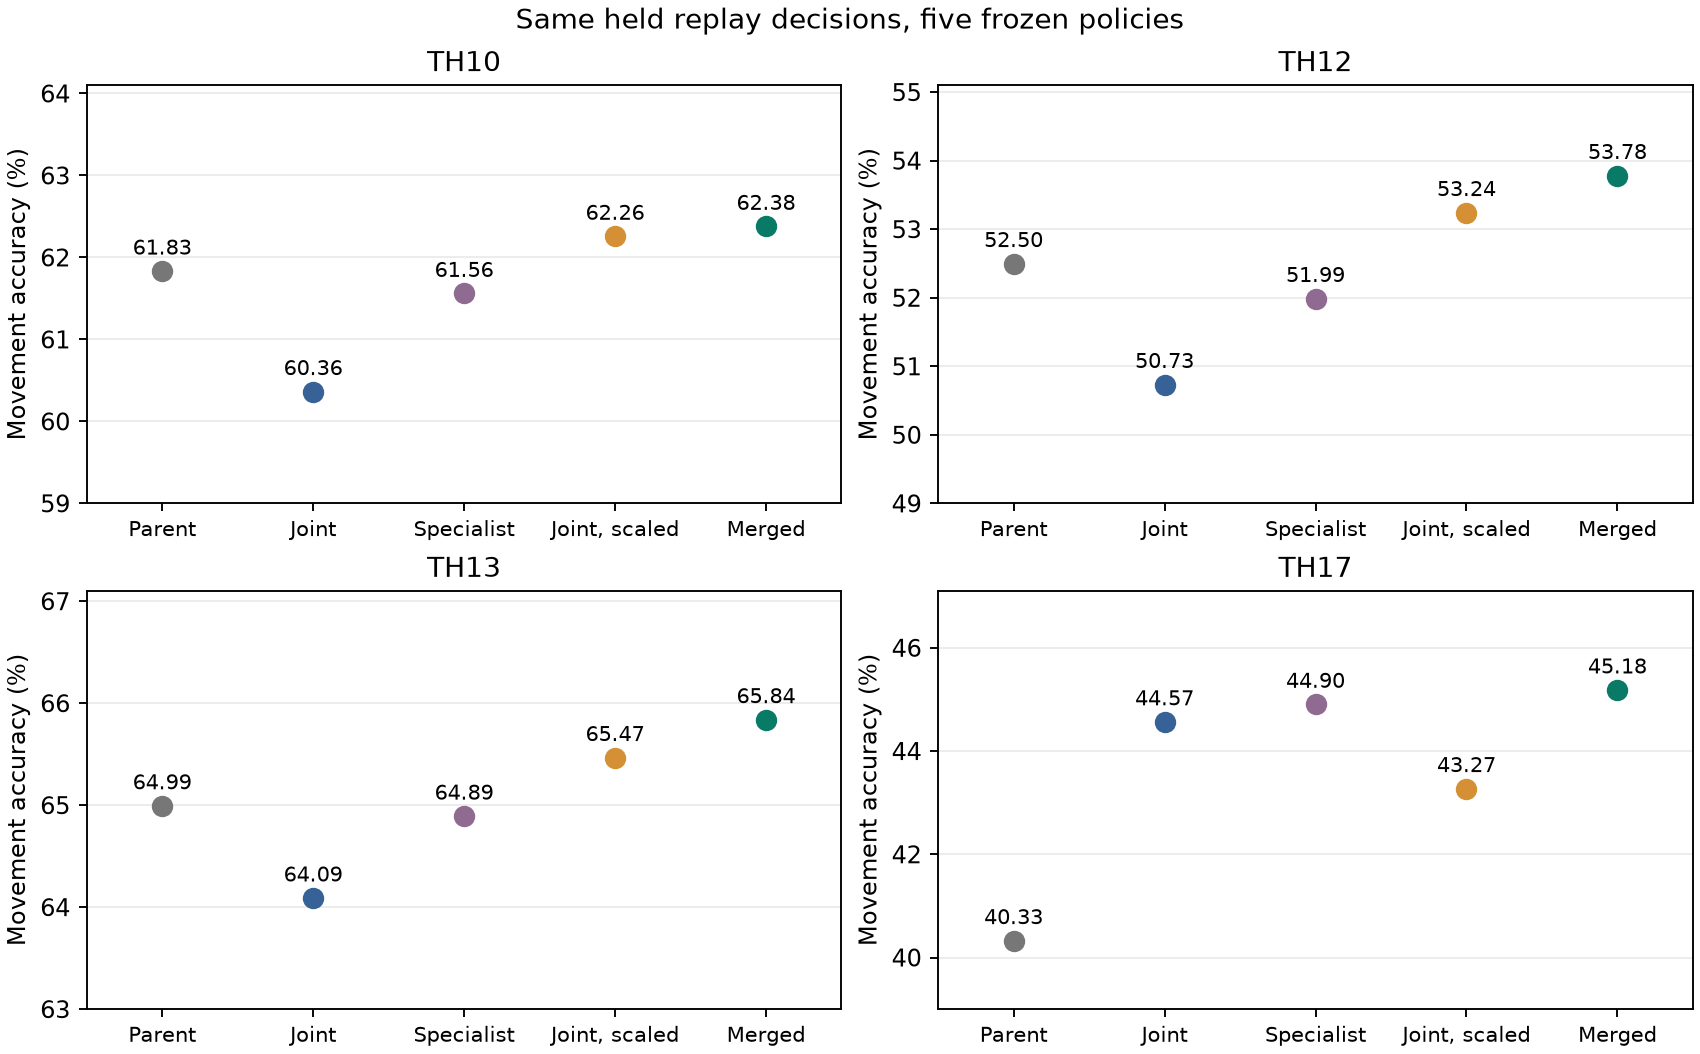 Same held replay decisions, five frozen policies
TH10
Movement accuracy (%)
64
63
62
61
60
59
61.83
60.36
61.56
62.26
62.38
Parent
Joint
Specialist
Joint, scaled
Merged
TH12
Movement accuracy (%)
55
54
53
52
51
50
49
52.50
50.73
51.99
53.24
53.78
Parent
Joint
Specialist
Joint, scaled
Merged
TH13
Movement accuracy (%)
67
66
65
64
63
64.99
64.09
64.89
65.47
65.84
Parent
Joint
Specialist
Joint, scaled
Merged
TH17
Movement accuracy (%)
46
44
42
40
40.33
44.57
44.90
43.27
45.18
Parent
Joint
Specialist
Joint, scaled
Merged